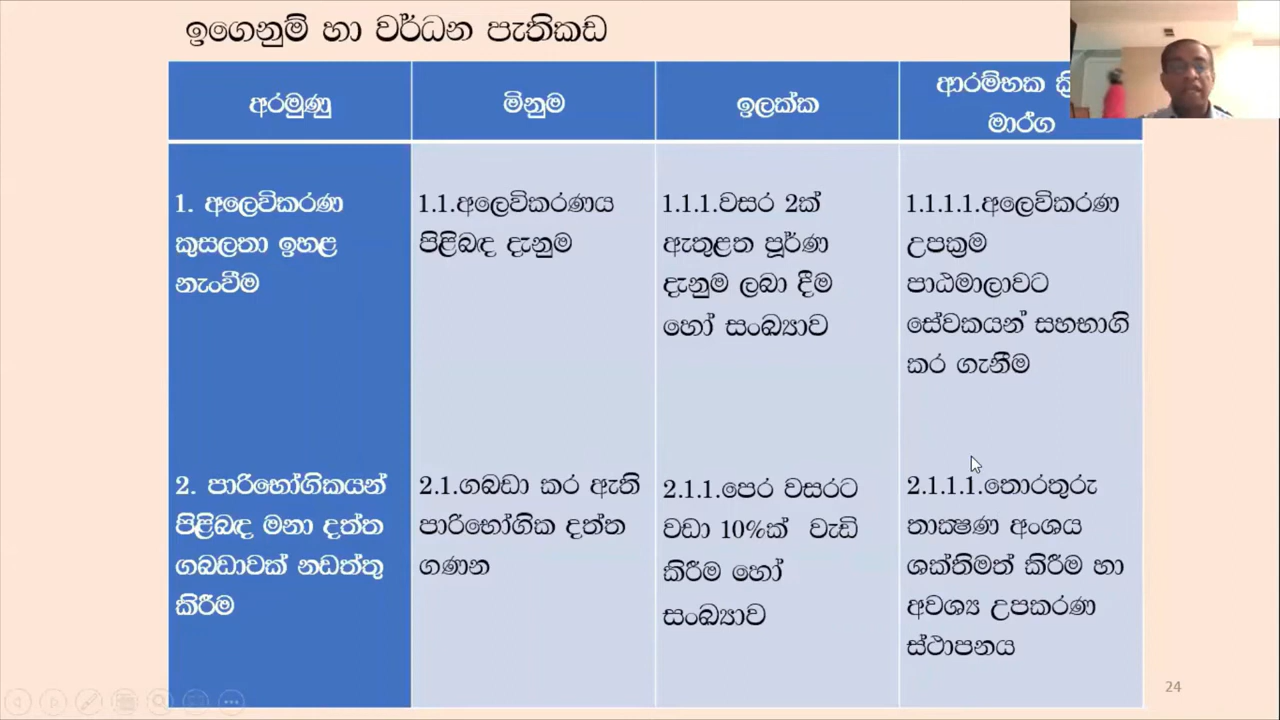 ඉගෙනුම් හා වර්ධන පැතිකඩ
අරමුණු
මිනුම
ඉලක්ක
ආරම්භක
මාර්ග
1. අලෙවිකරණ
කුසලතා ඉහළ
නැංවීම
1.1.අලෙවිකරණය
පිළිබඳ දැනුම
1.1.1.වසර 2ක්
ඇතුළත පූර්ණ
දැනුම ලබා දීම
හෝ සංඛ්‍යාව
1.1.1.1.අලෙවිකරණ
උපක්‍රම
පාඨමාලාවට
සේවකයන් සහභාගි
කර ගැනීම
2. පාරිභෝගිකයන්
පිළිබඳ මනා දත්ත
ගබඩාවක් නඩත්තු
කිරීම
2.1.ගබඩා කර ඇති
පාරිභෝගික දත්ත
ගණන
2.1.1.පෙර වසරට
වඩා 10%ක් වැඩි
කිරීම හෝ
සංඛ්‍යාව
2.1.1.1.තොරතුරු
තාක්‍ෂණ අංශය
ශක්තිමත් කිරීම හා
අවශ්‍ය උපකරණ
ස්ථාපනය
24